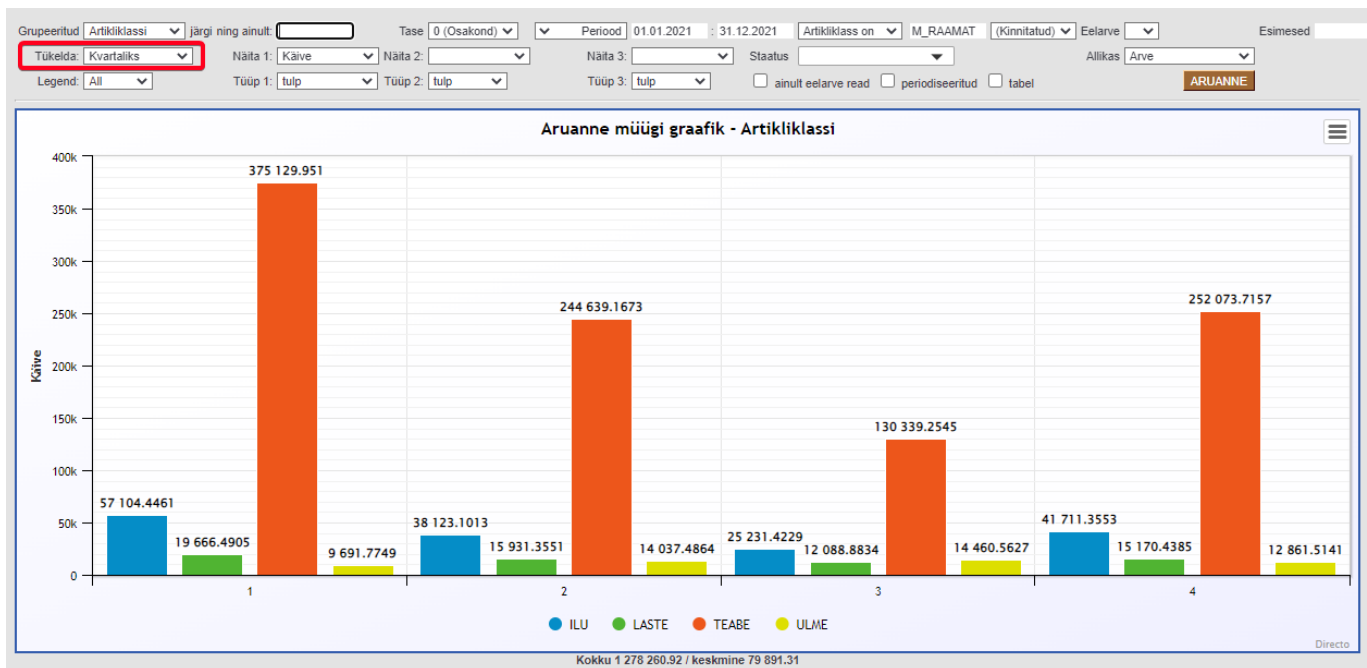 Grupeeritud Artikliklassi järgi ning ainult: Tase 0 (Osakond) Periood 01.01.2021 : 31.12.2021 Artikliklass on M_RAAMAT (Kinnitatud) Eelarve Esimesed
Tükelda: Kvartaliks Näita 1: Käive Näita 2: Näita 3: Staatus Allikas Arve
Legend: All Tüüp 1: tulp Tüüp 2: tulp Tüüp 3: tulp ainult eelarve read periodiseeritud tabel ARUANNE
Aruanne müügi graafik - Artikliklassi
400k
375 129.951
350k
300k
252 073.7157
250k
244 639.1673
Käive
200k
150k
130 339.2545
100k
57 104.4461
50k
41 711.3553
38 123.1013
25 231.4229
19 666.4905 9 691.7749 15 931.3551 14 037.4864 12 088.8834 14 460.5627 15 170.4385 12 861.5141
0
1 2 3 4
ILU LASTE TEABE ULME
Directo
Kokku 1 278 260.92 / keskmine 79 891.31